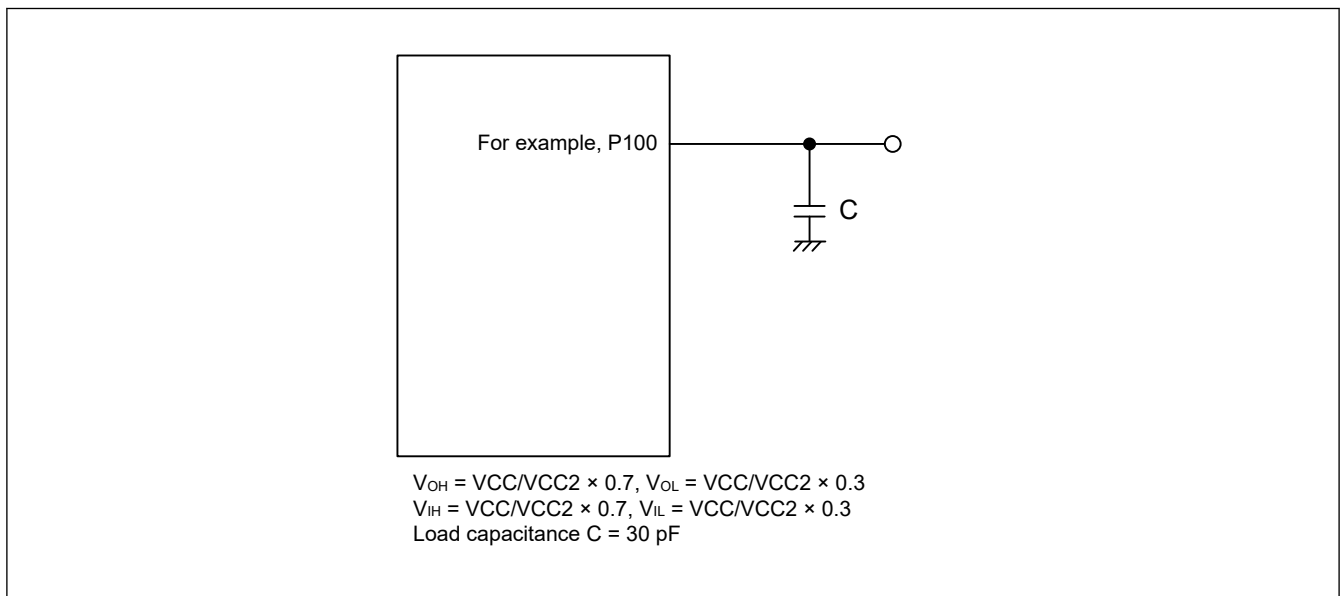 For example, P100
C
VOH = VCC/VCC2 × 0.7, VOL = VCC/VCC2 × 0.3
VIH = VCC/VCC2 × 0.7, VIL = VCC/VCC2 × 0.3
Load capacitance C = 30 pF